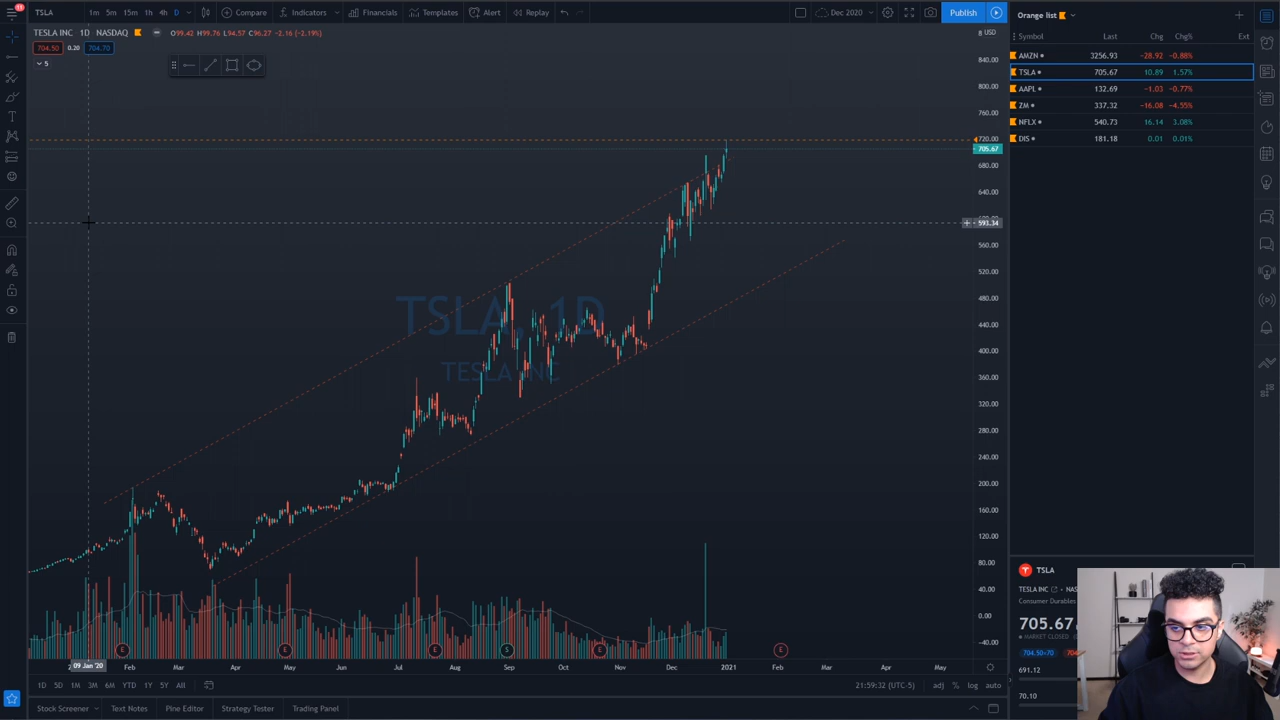 11
TSLA 1m 5m 15m 1h 4h D Compare Indicators Financials Templates Alert Replay Dec 2020 Publish
TESLA INC 1D NASDAQ O99.42 H99.76 L94.57 C96.27 −2.16 (−2.19%)
704.50 0.20 704.70
5
TSLA, 1D
TESLA INC
USD
840.00
800.00
760.00
720.00
705.67
680.00
640.00
593.34
560.00
520.00
480.00
440.00
400.00
360.00
320.00
280.00
240.00
200.00
160.00
120.00
80.00
40.00
0.00
−40.00
E E E S E E
09 Jan '20 Feb Mar Apr May Jun Jul Aug Sep Oct Nov Dec 2021 Feb Mar Apr May
1D 5D 1M 3M 6M YTD 1Y 5Y All 21:59:32 (UTC-5) adj % log auto
Stock Screener Text Notes Pine Editor Strategy Tester Trading Panel
Orange list
Symbol Last Chg Chg% Ext
AMZN 3256.93 −28.92 −0.88%
TSLA 705.67 10.89 1.57%
AAPL 132.69 −1.03 −0.77%
ZM 337.32 −16.08 −4.55%
NFLX 540.73 16.14 3.08%
DIS 181.18 0.01 0.01%
TSLA
TESLA INC NAS
Consumer Durables
705.67
MARKET CLOSED
704.50×70 704
691.12
70.10